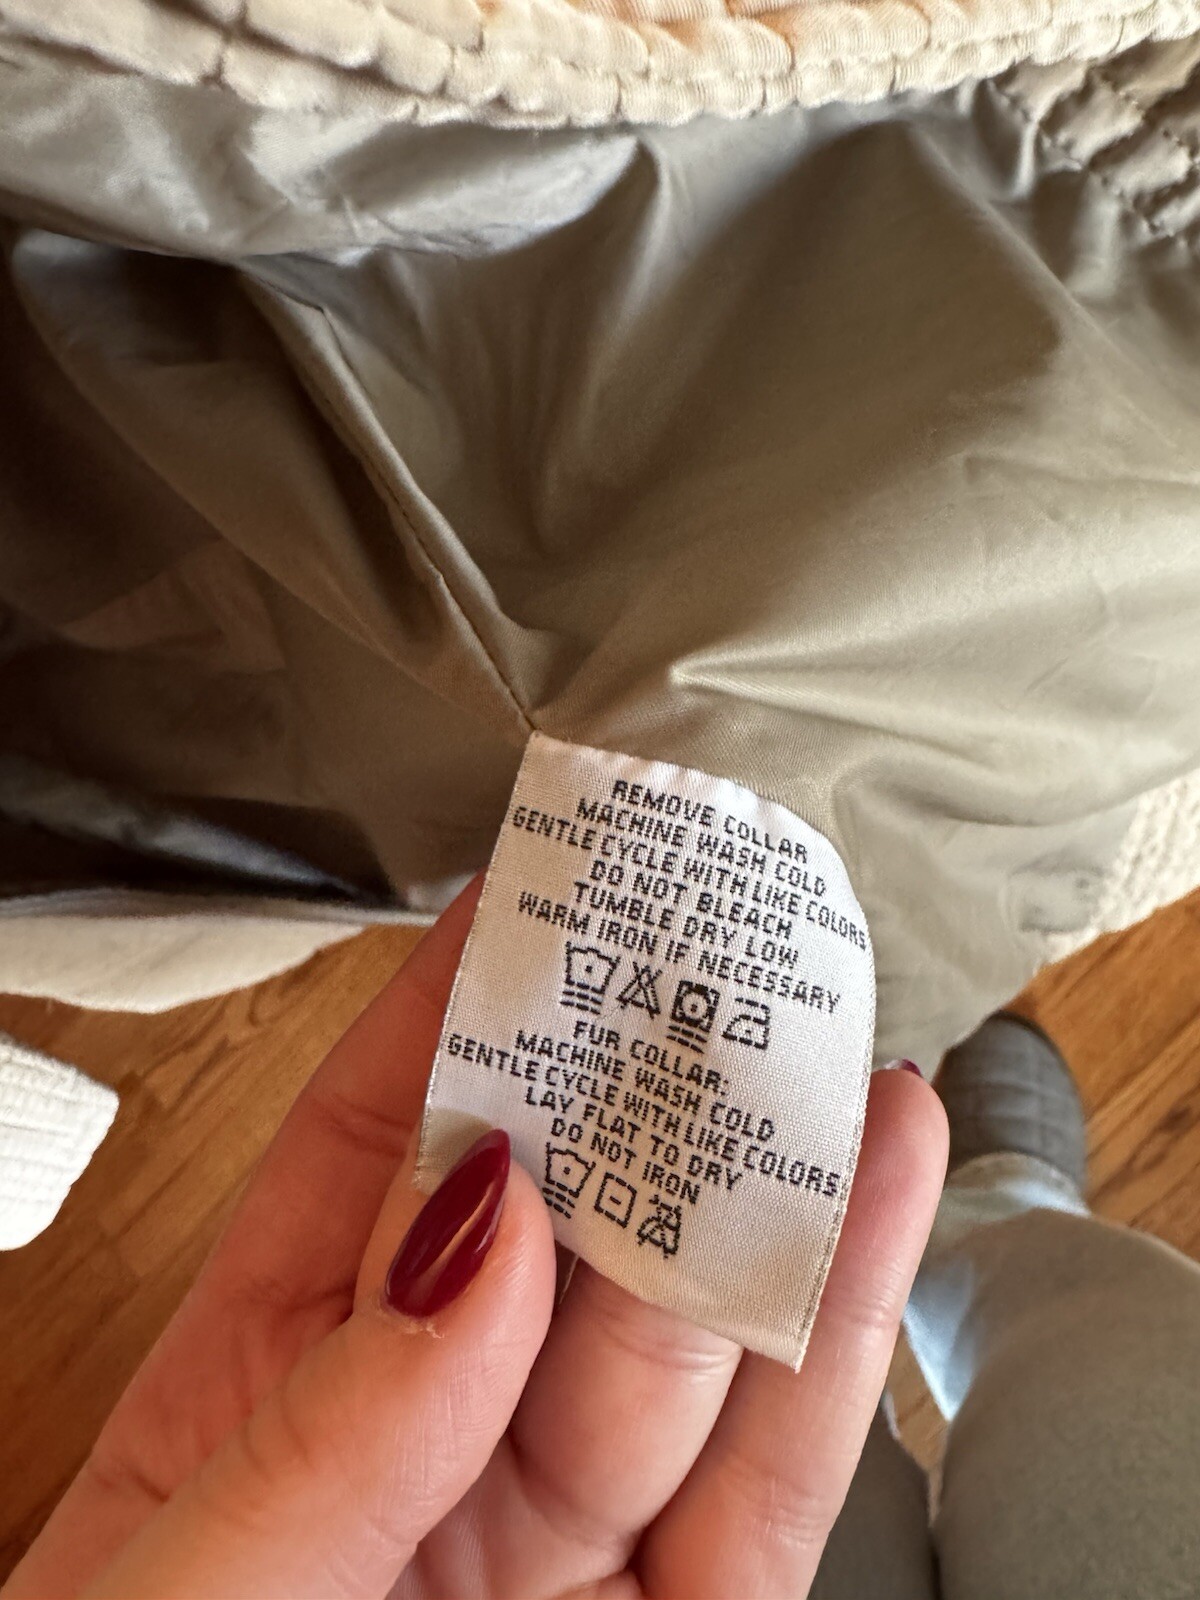 REMOVE COLLAR
MACHINE WASH COLD
GENTLE CYCLE WITH LIKE COLORS
DO NOT BLEACH
TUMBLE DRY LOW
WARM IRON IF NECESSARY
FUR COLLAR:
MACHINE WASH COLD
GENTLE CYCLE WITH LIKE COLORS
LAY FLAT TO DRY
DO NOT IRON